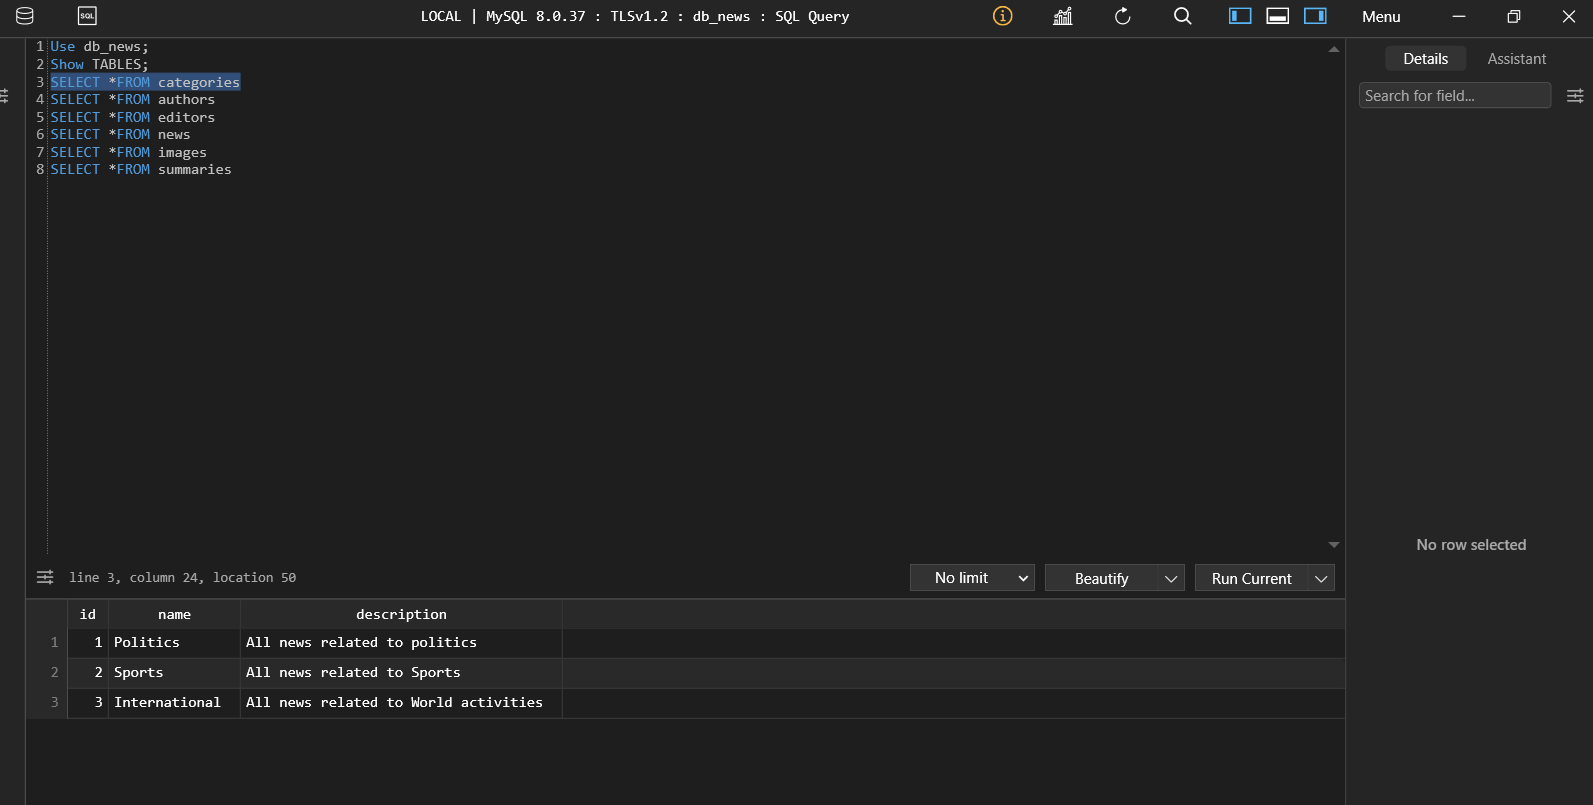 SQL LOCAL | MySQL 8.0.37 : TLSv1.2 : db_news : SQL Query Menu
Details Assistant
Search for field...
1 Use db_news;
2 Show TABLES;
3 SELECT *FROM categories
4 SELECT *FROM authors
5 SELECT *FROM editors
6 SELECT *FROM news
7 SELECT *FROM images
8 SELECT *FROM summaries
No row selected
line 3, column 24, location 50 No limit Beautify Run Current
id name description
1 1 Politics All news related to politics
2 2 Sports All news related to Sports
3 3 International All news related to World activities